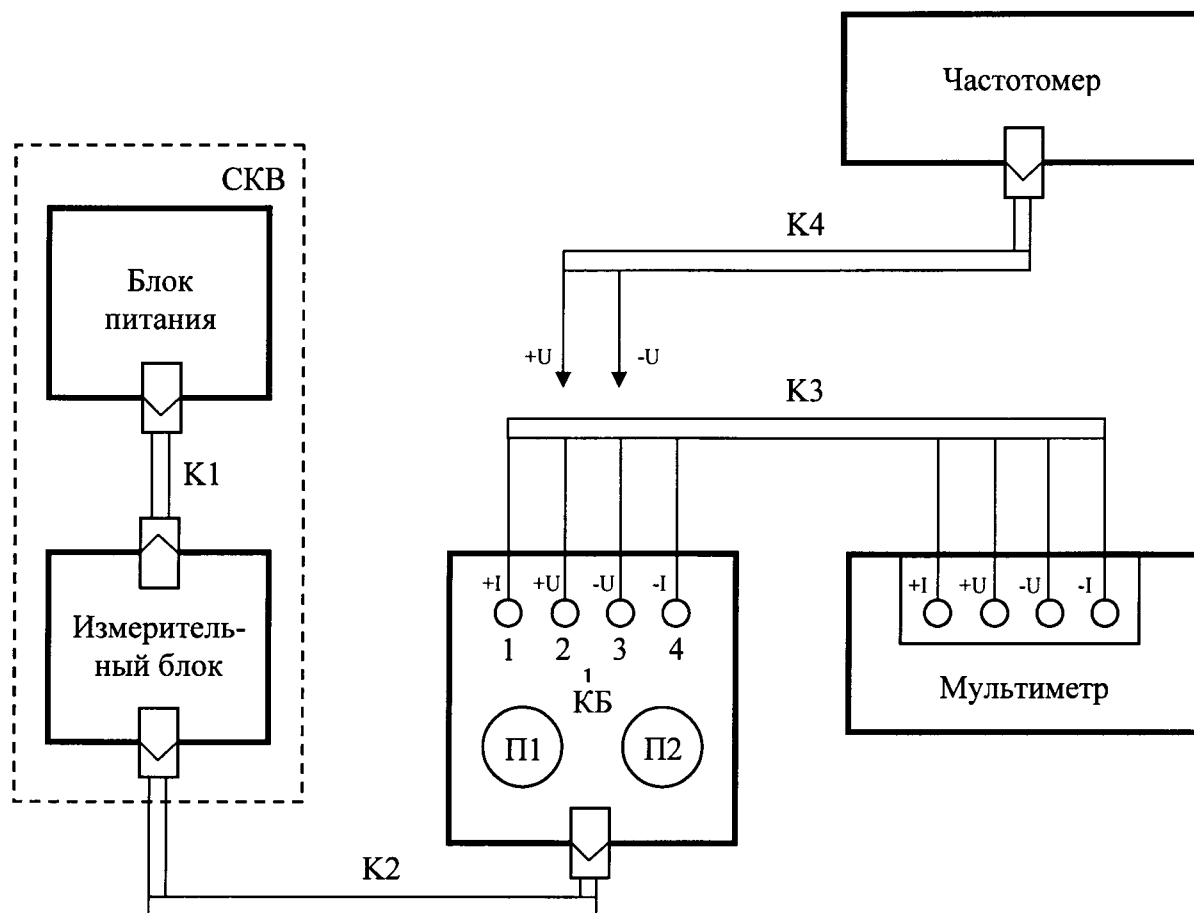 Частотомер
СКВ
Блок
питания
К4
+U
-U
К3
К1
Измеритель-
ный блок
+I
+U
-U
-I
1
2
3
4
КБ
П1
П2
+I
+U
-U
-I
Мультиметр
К2